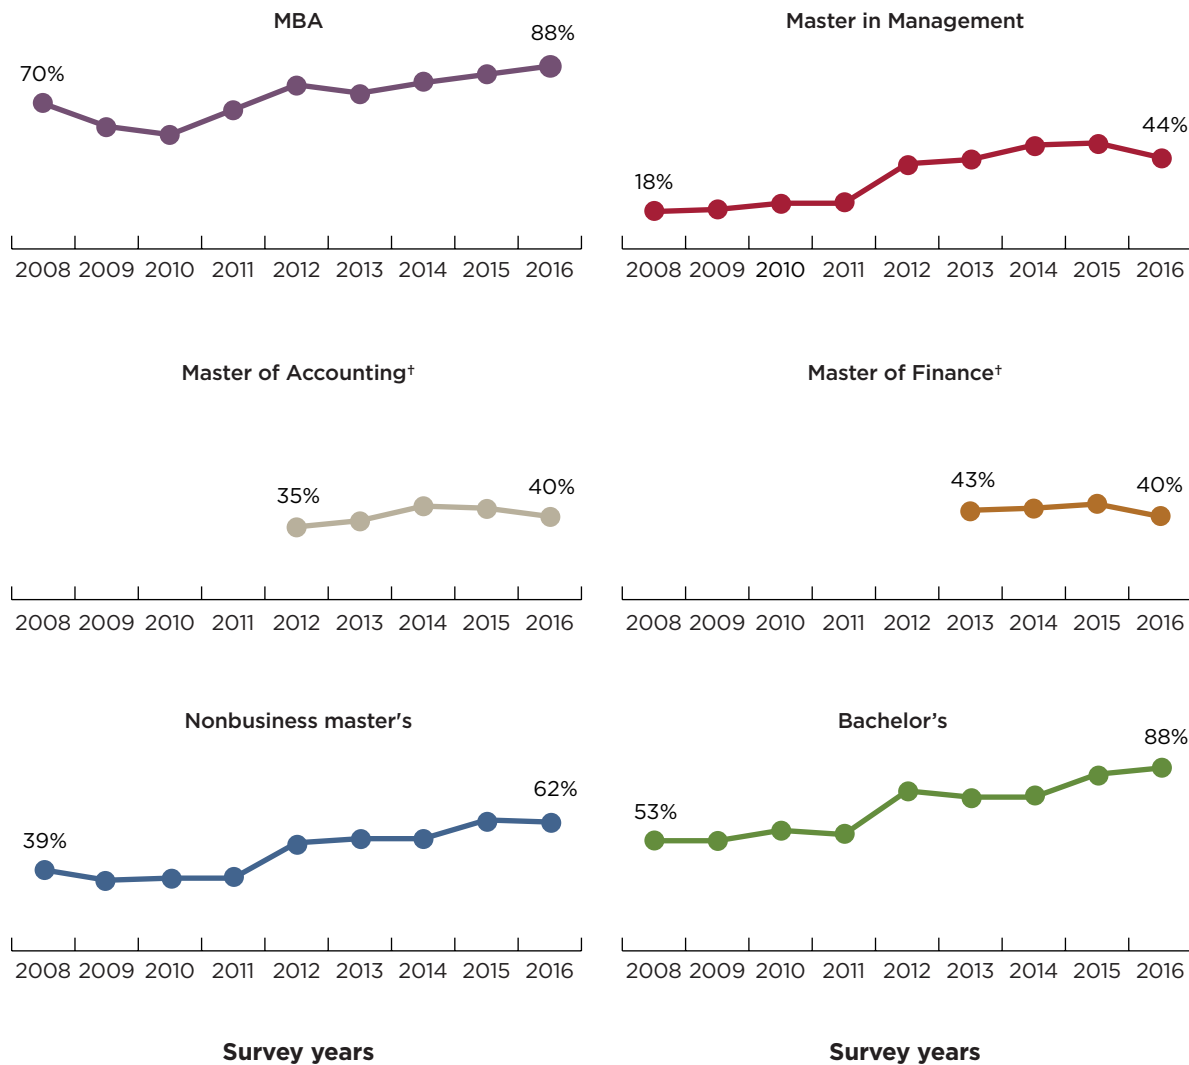 MBA
88%
70%
2008 2009 2010 2011 2012 2013 2014 2015 2016
Master in Management
44%
18%
2008 2009 2010 2011 2012 2013 2014 2015 2016
Master of Accounting†
35%
40%
2008 2009 2010 2011 2012 2013 2014 2015 2016
Master of Finance†
43%
40%
2008 2009 2010 2011 2012 2013 2014 2015 2016
Nonbusiness master's
62%
39%
2008 2009 2010 2011 2012 2013 2014 2015 2016
Survey years
Bachelor’s
88%
53%
2008 2009 2010 2011 2012 2013 2014 2015 2016
Survey years